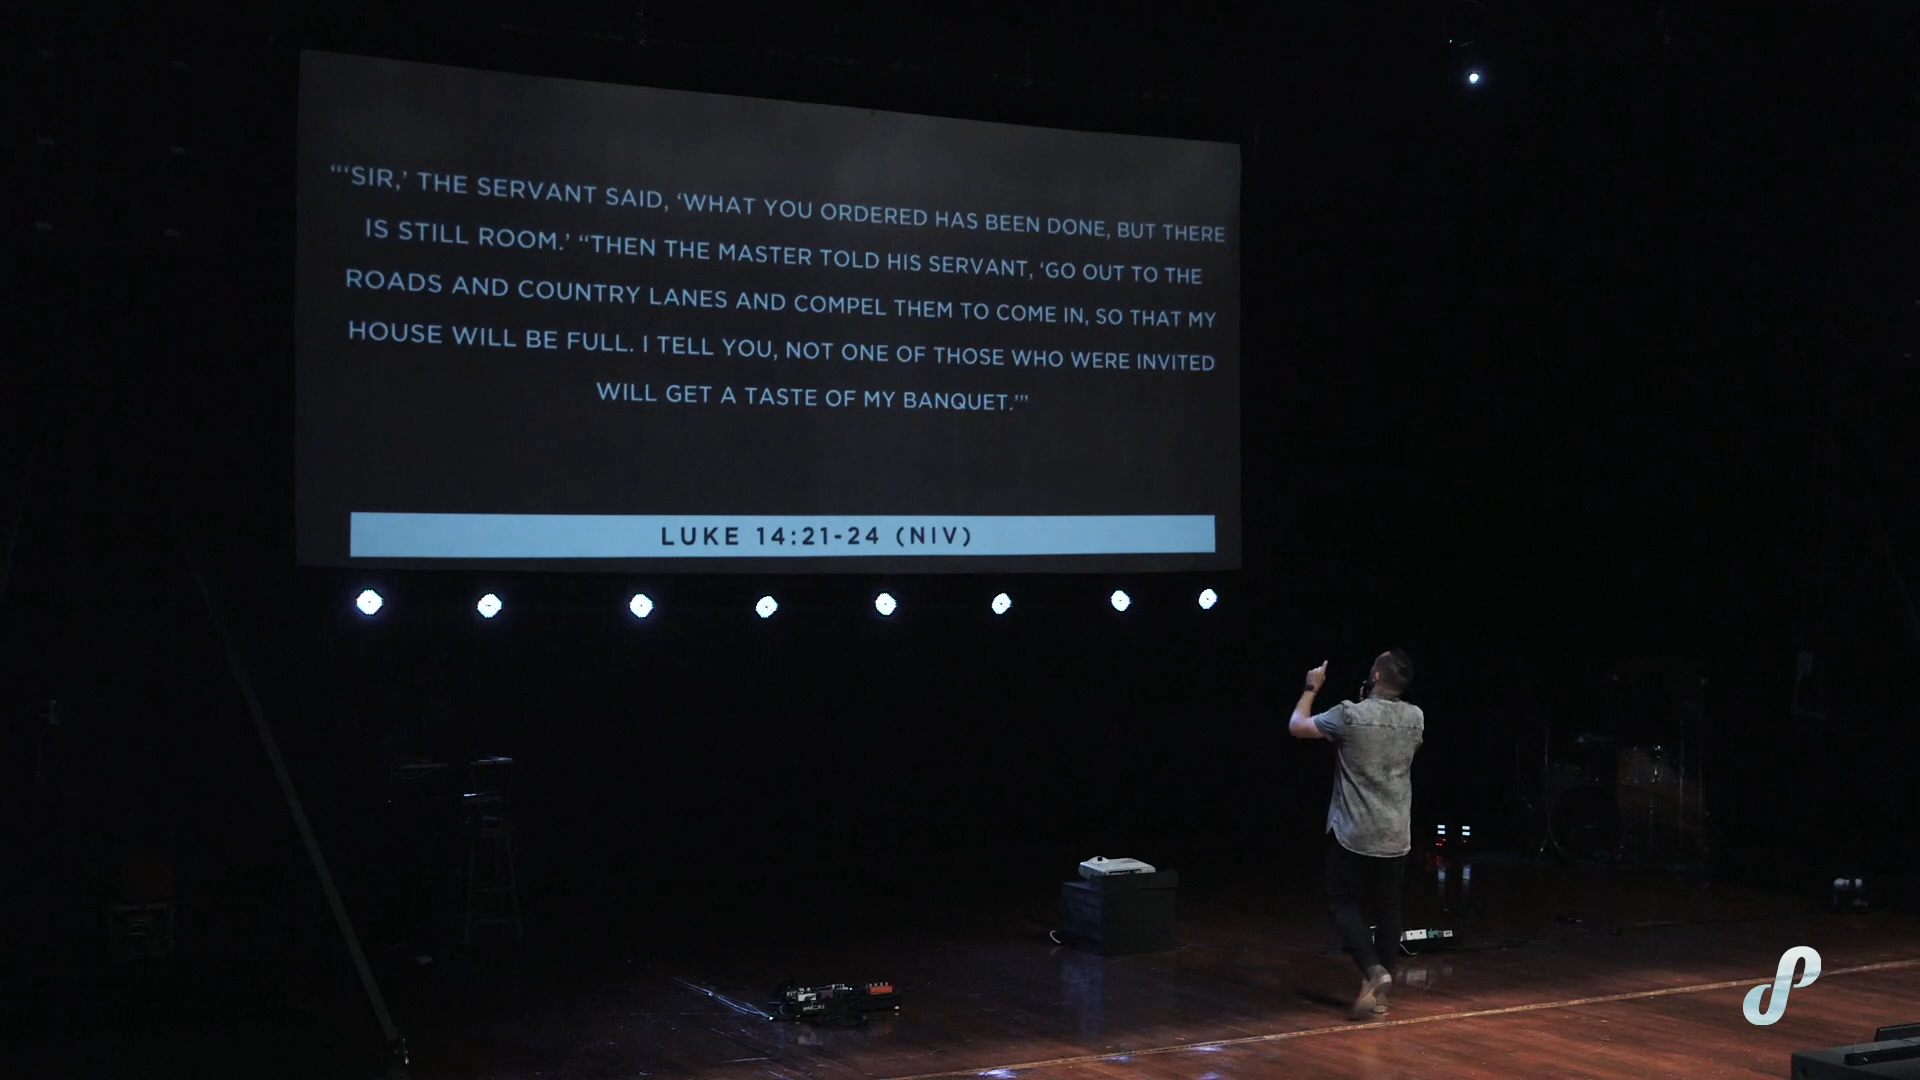 “‘SIR,’ THE SERVANT SAID, ‘WHAT YOU ORDERED HAS BEEN DONE, BUT THERE
IS STILL ROOM.’ “THEN THE MASTER TOLD HIS SERVANT, ‘GO OUT TO THE
ROADS AND COUNTRY LANES AND COMPEL THEM TO COME IN, SO THAT MY
HOUSE WILL BE FULL. I TELL YOU, NOT ONE OF THOSE WHO WERE INVITED
WILL GET A TASTE OF MY BANQUET.’”
LUKE 14:21-24 (NIV)